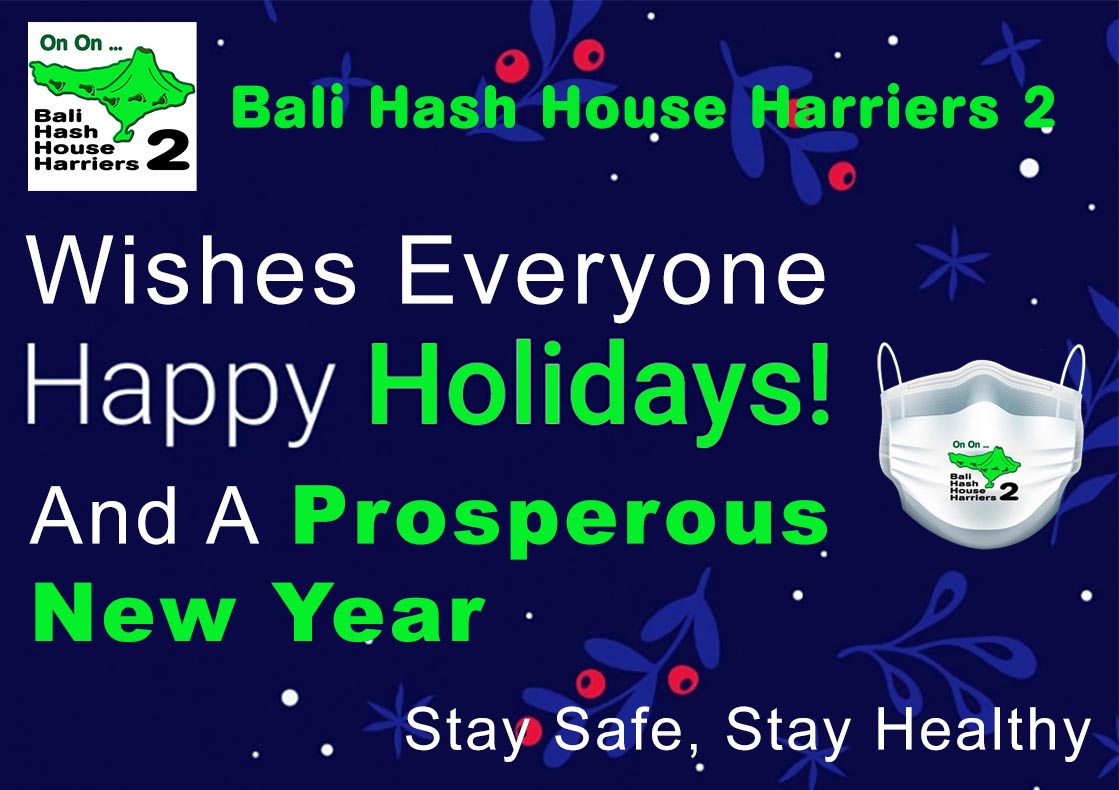 On On ...
Bali
Hash
House
Harriers 2
Bali Hash House Harriers 2
Wishes Everyone
Happy Holidays!
And A Prosperous
New Year
On On ...
Bali
Hash
House
Harriers 2
Stay Safe, Stay Healthy